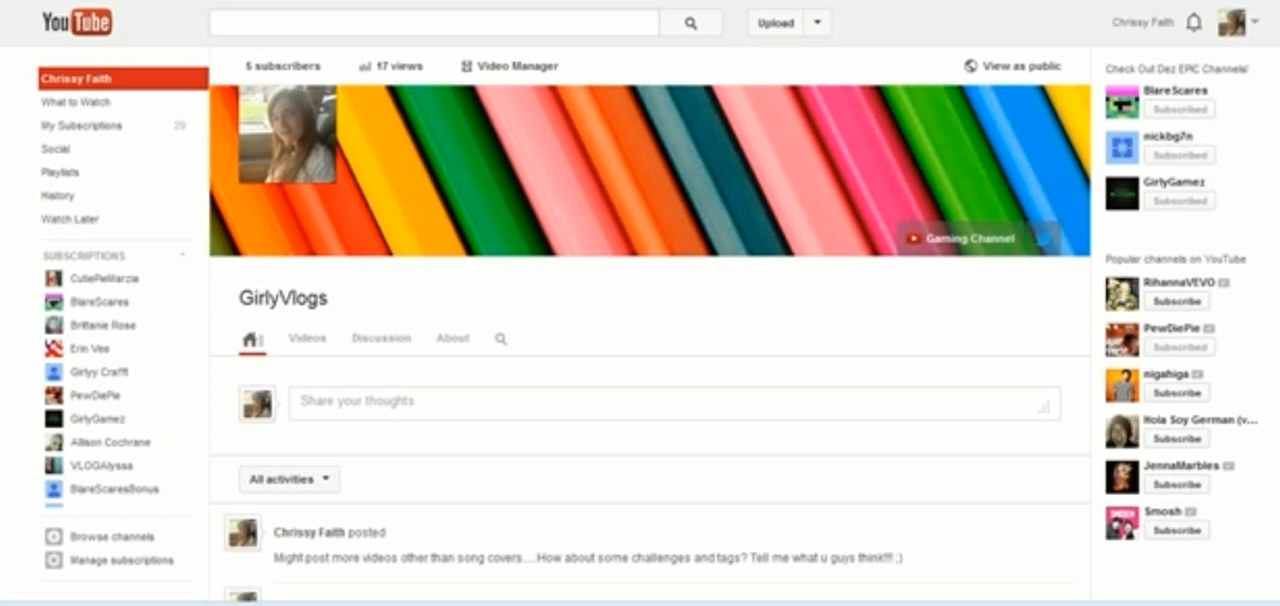 YouTube
Upload
Chrissy Faith
Chrissy Faith
What to Watch
My Subscriptions 29
Social
Playlists
History
Watch Later
SUBSCRIPTIONS
CutiePieMarzia
BlareScares
Brittanie Rose
Erin Vee
Girlyy Crafft
PewDiePie
GirlyGamez
Allison Cochrane
VLOGAlyssa
BlareScaresBonus
Browse channels
Manage subscriptions
5 subscribers 17 views Video Manager View as public
Gaming Channel
GirlyVlogs
Videos Discussion About
Share your thoughts
All activities
Chrissy Faith posted
Might post more videos other than song covers....How about some challenges and tags? Tell me what u guys think!!! ;)
Check Out Dez EPIC Channels!
BlareScares
Subscribed
nickbg7n
Subscribed
GirlyGamez
Subscribed
Popular channels on YouTube
RihannaVEVO
Subscribe
PewDiePie
Subscribed
nigahiga
Subscribe
Hola Soy German (v...
Subscribe
JennaMarbles
Subscribe
Smosh
Subscribe